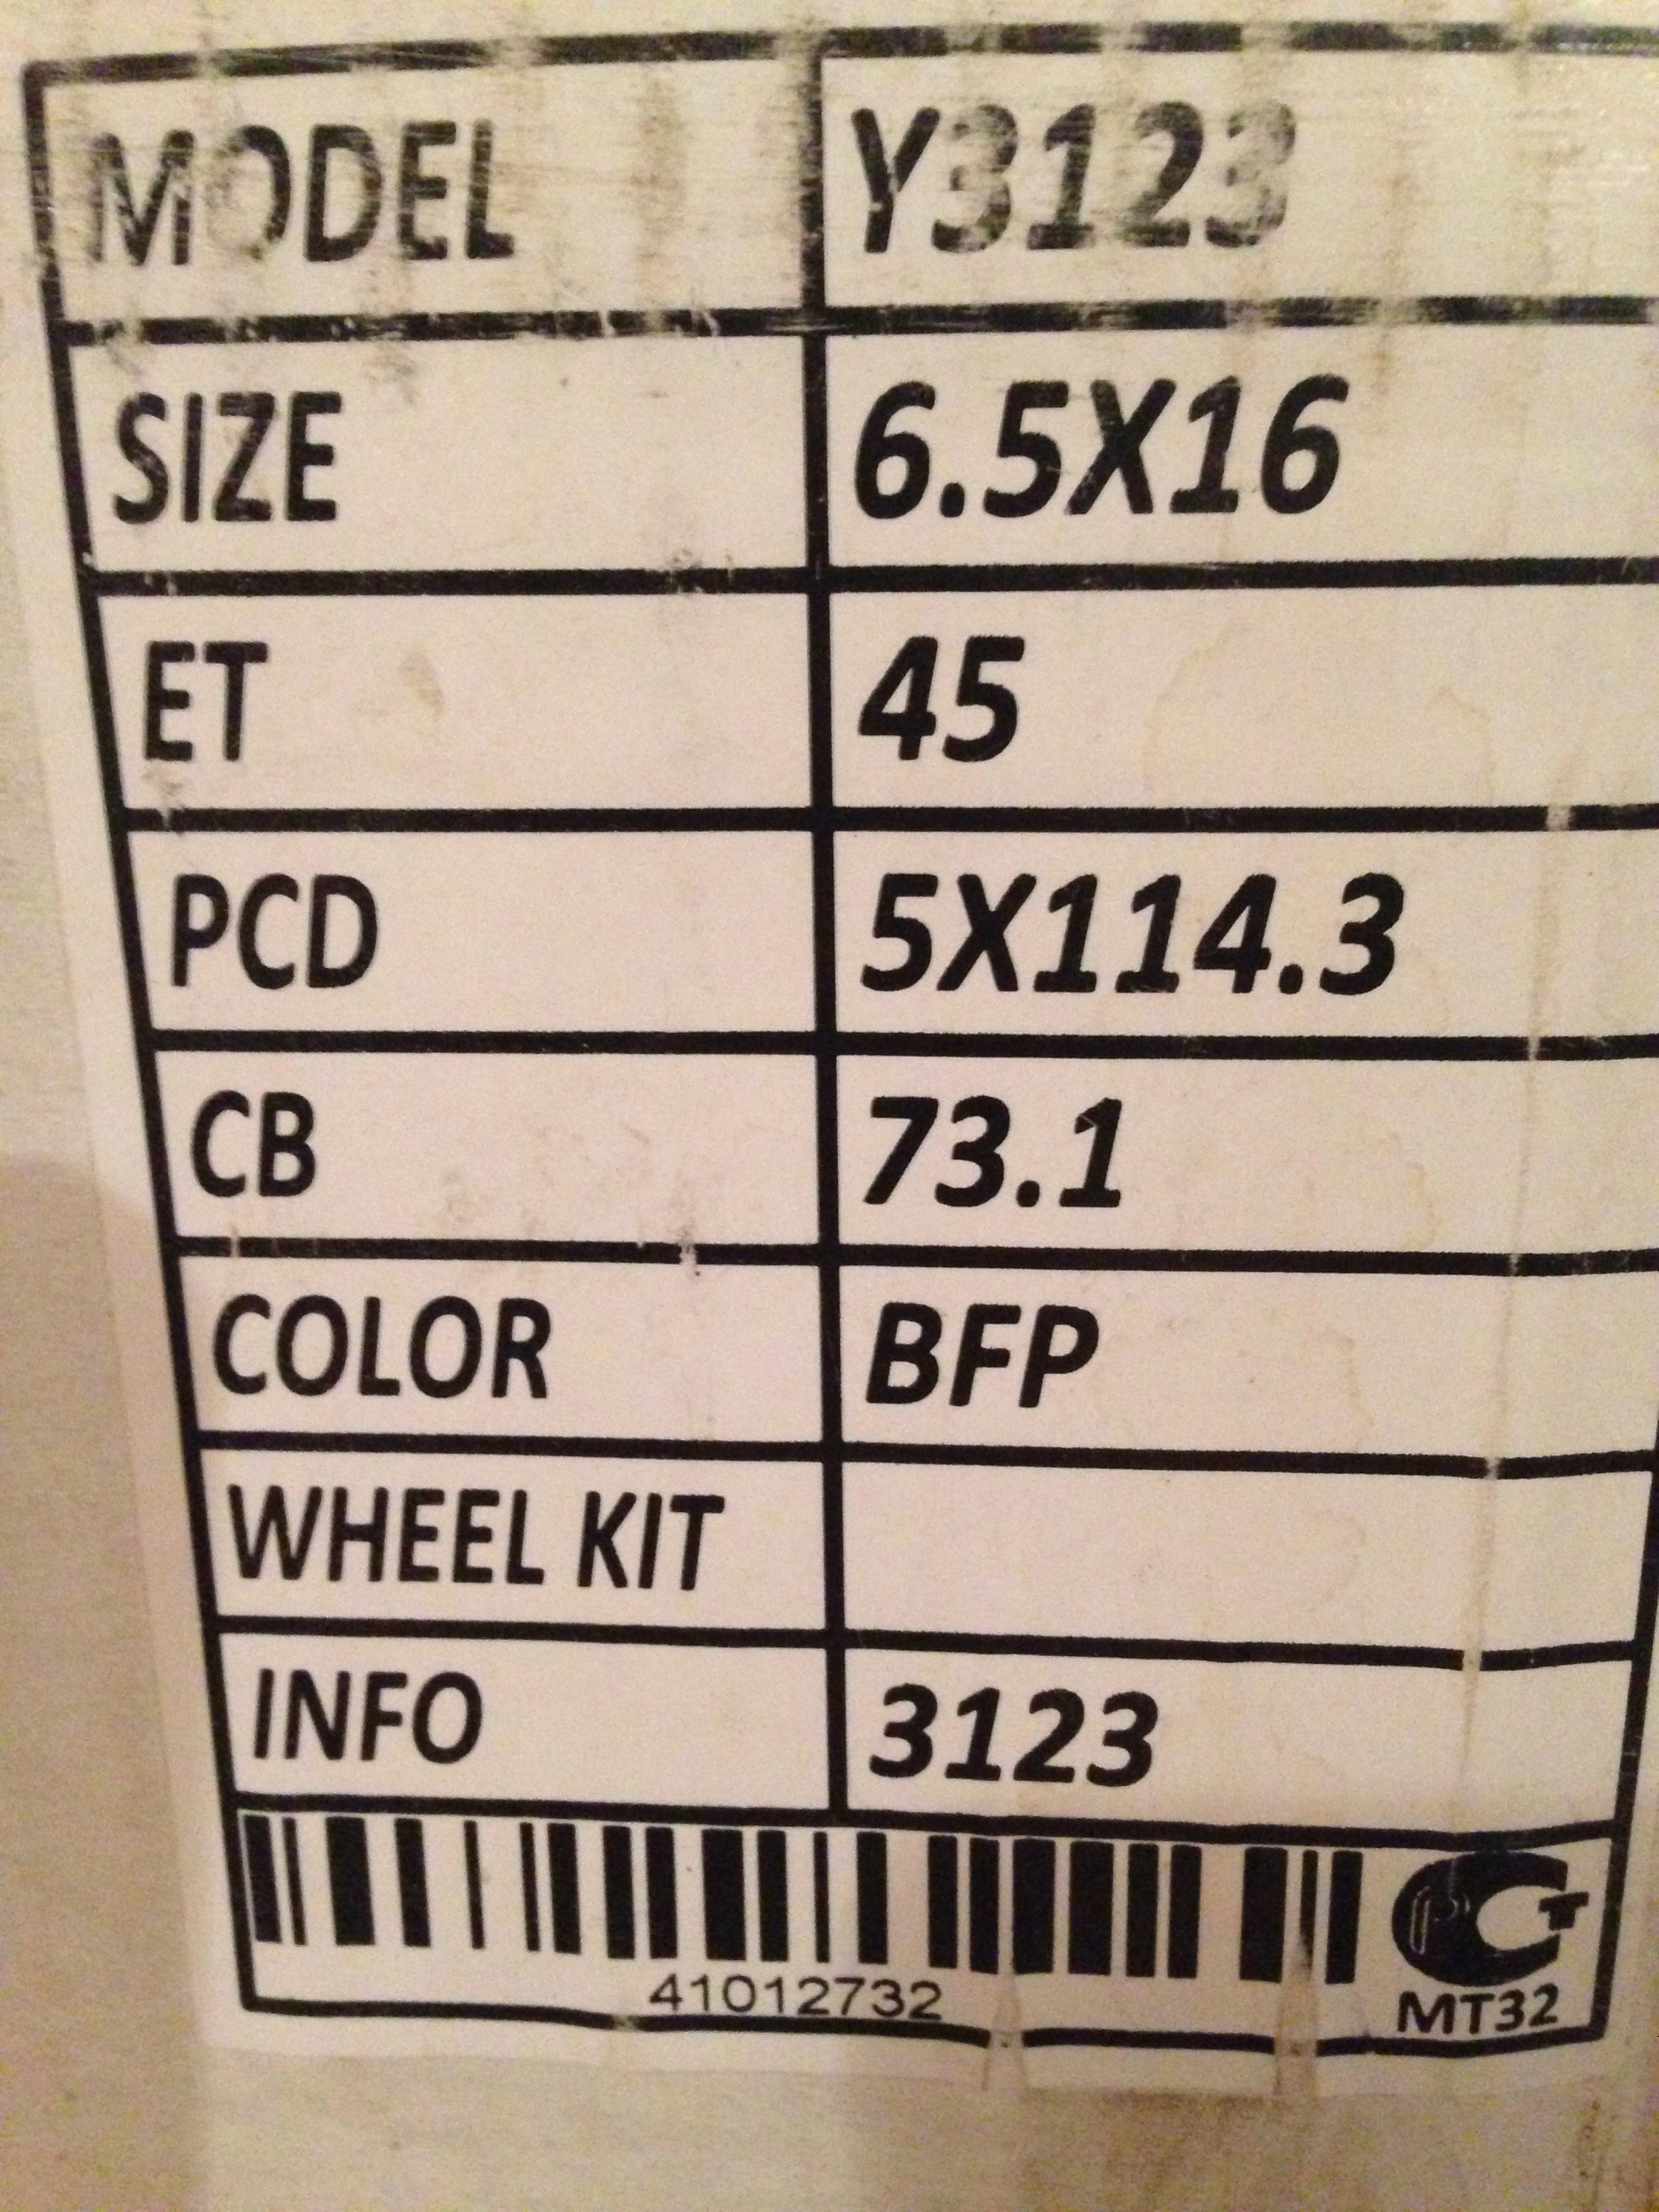 MODEL Y3123
SIZE 6.5X16
ET 45
PCD 5X114.3
CB 73.1
COLOR BFP
WHEEL KIT
INFO 3123
41012732
PCT
MT32